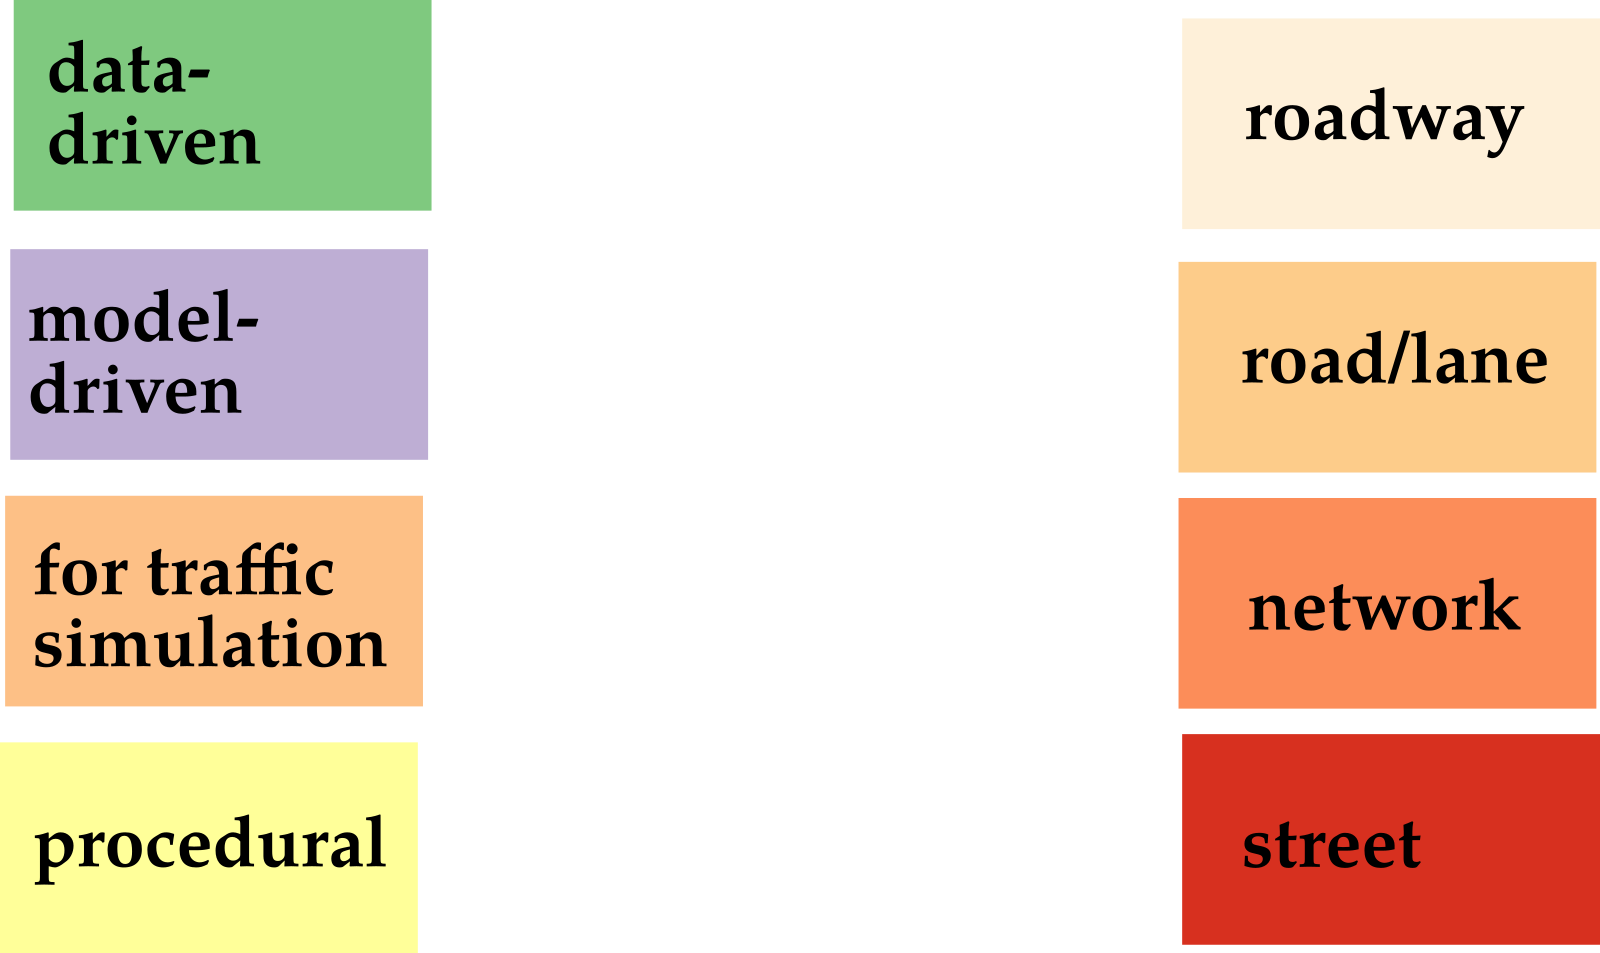 data-
driven
model-
driven
for traffic
simulation
procedural
roadway
road/lane
network
street